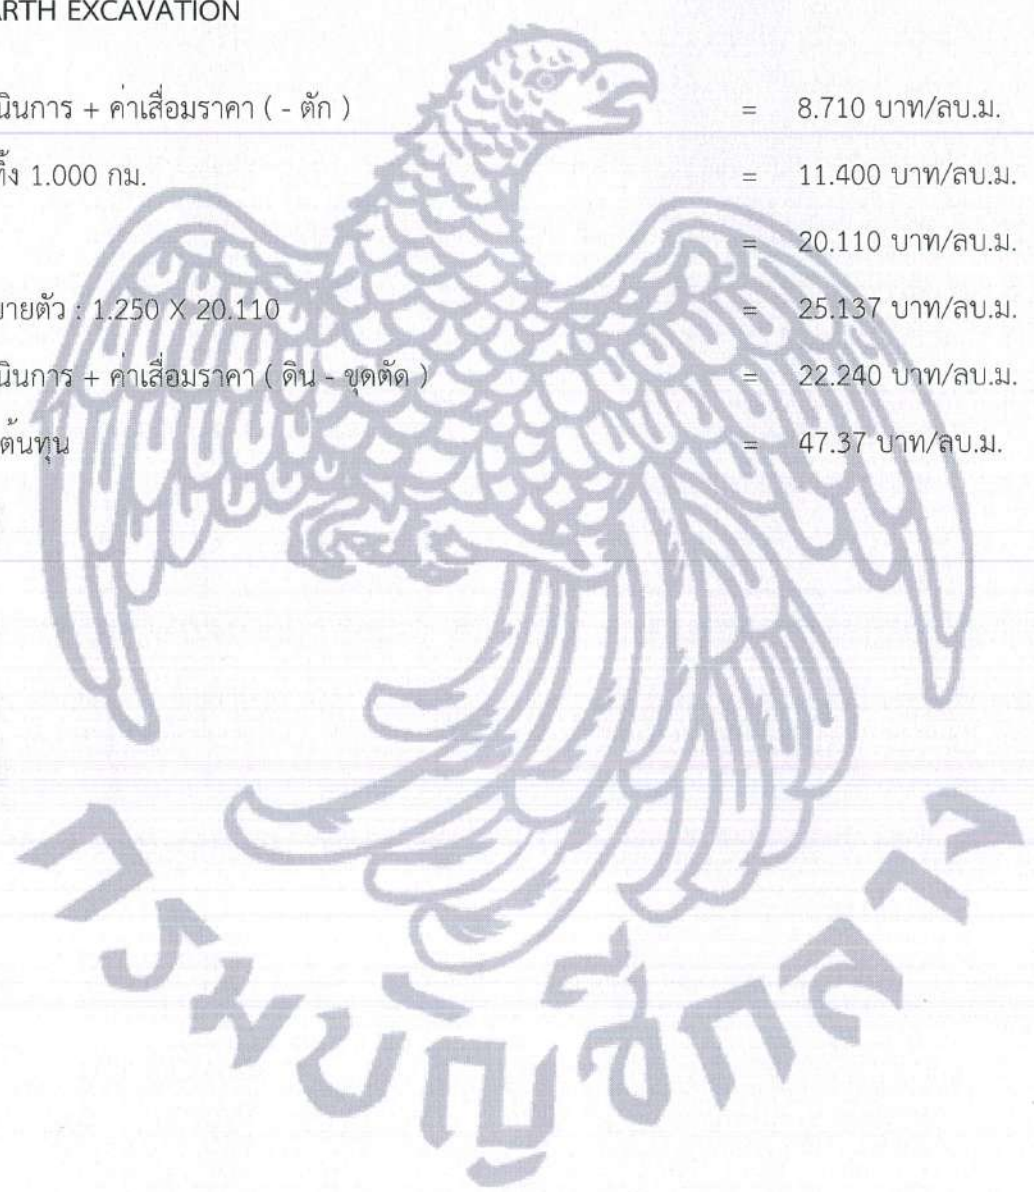 ARTH EXCAVATION
นินการ + ค่าเสื่อมราคา ( - ตัก ) = 8.710 บาท/ลบ.ม.
ทิ้ง 1.000 กม. = 11.400 บาท/ลบ.ม.
= 20.110 บาท/ลบ.ม.
ยายตัว : 1.250 X 20.110 = 25.137 บาท/ลบ.ม.
นินการ + ค่าเสื่อมราคา ( ดิน - ขุดตัด ) = 22.240 บาท/ลบ.ม.
ต้นทุน = 47.37 บาท/ลบ.ม.
กรมบัญชีกลาง